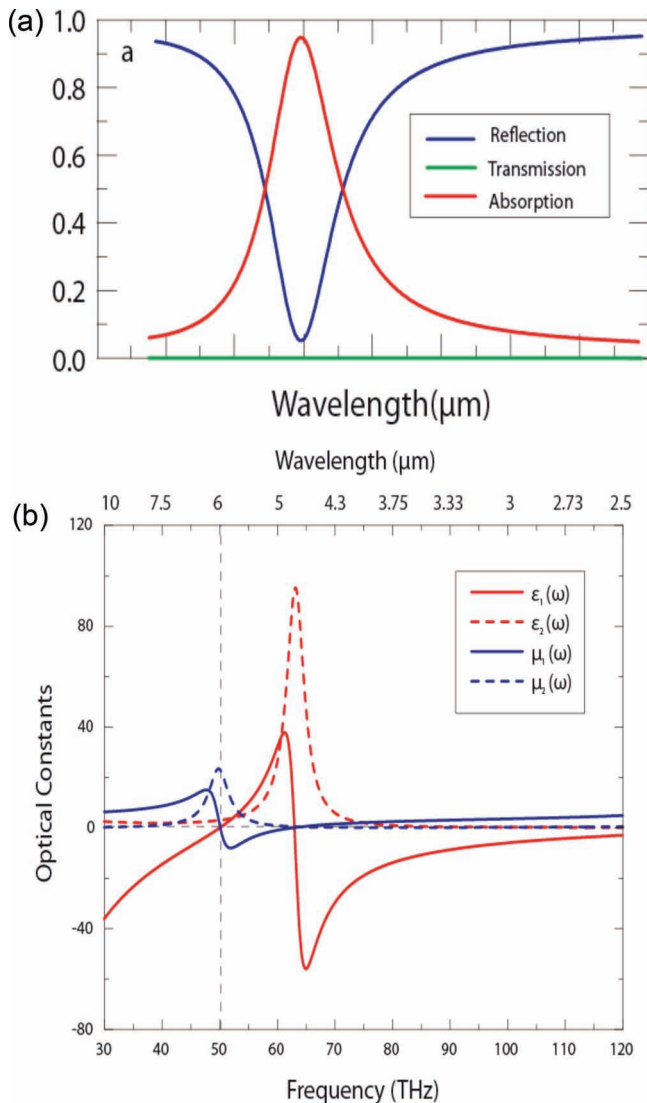 (a)
1.0
a
0.8
0.6
0.4
0.2
0.0
Reflection
Transmission
Absorption
Wavelength(μm)
Wavelength (μm)
10 7.5 6 5 4.3 3.75 3.33 3 2.73 2.5
(b)
120
80
40
0
-40
-80
Optical Constants
ε₁(ω)
ε₂(ω)
μ₁(ω)
μ₂(ω)
30 40 50 60 70 80 90 100 110 120
Frequency (THz)